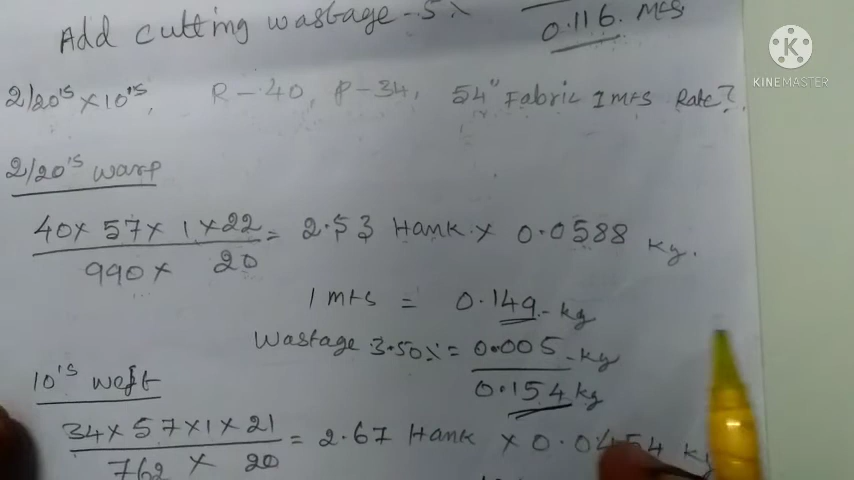 Add cutting wastage - 5%
0.116. Mts
KINEMASTER
2/20'S x 10'S, R - 40, P - 34, 54" Fabric 1 mts Rate?
2/20'S warp
40 x 57 x 1 x 22 / 990 x 20 = 2.53 Hank x 0.0588 Kg.
1 mts = 0.149 - kg
Wastage 3.50% = 0.005 - kg
0.154 kg
10'S weft
34 x 57 x 1 x 21 / 762 x 20 = 2.67 Hank x 0.0454 kg